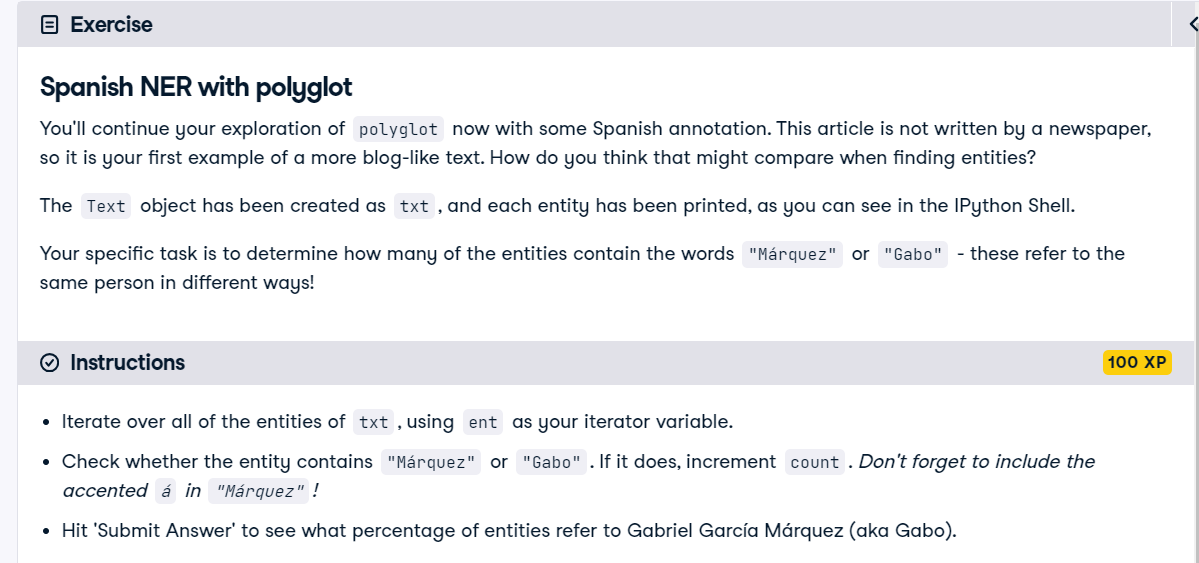 Exercise
Spanish NER with polyglot
You'll continue your exploration of polyglot now with some Spanish annotation. This article is not written by a newspaper,
so it is your first example of a more blog-like text. How do you think that might compare when finding entities?
The Text object has been created as txt, and each entity has been printed, as you can see in the IPython Shell.
Your specific task is to determine how many of the entities contain the words "Márquez" or "Gabo" - these refer to the
same person in different ways!
Instructions
100 XP
Iterate over all of the entities of txt, using ent as your iterator variable.
Check whether the entity contains "Márquez" or "Gabo". If it does, increment count. Don't forget to include the
accented á in "Márquez"!
Hit 'Submit Answer' to see what percentage of entities refer to Gabriel García Márquez (aka Gabo).